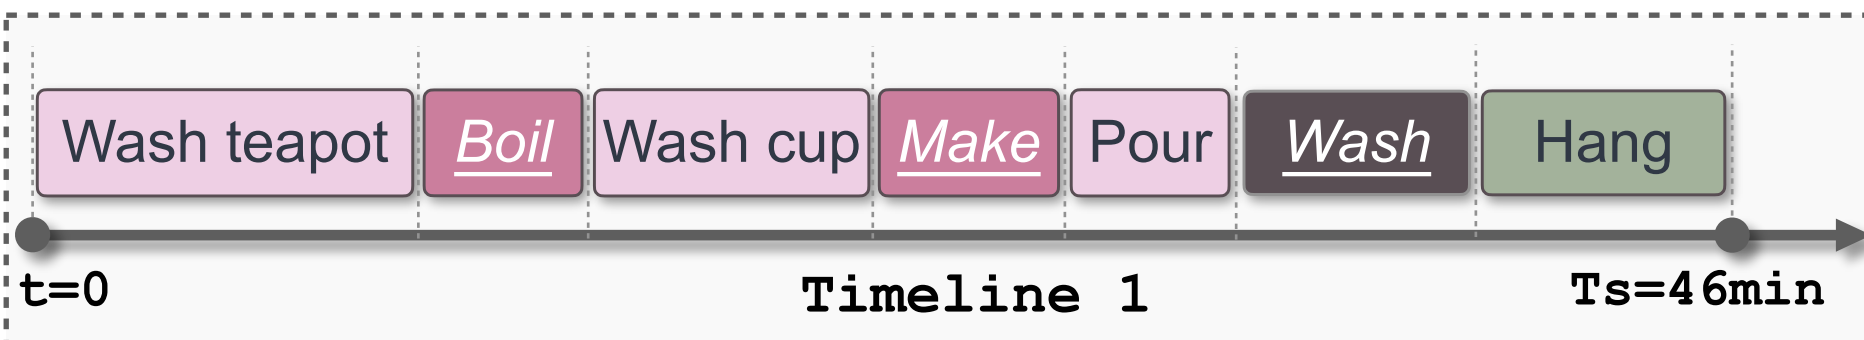 Wash teapot Boil Wash cup Make Pour Wash Hang
t=0 Timeline 1 Ts=46min